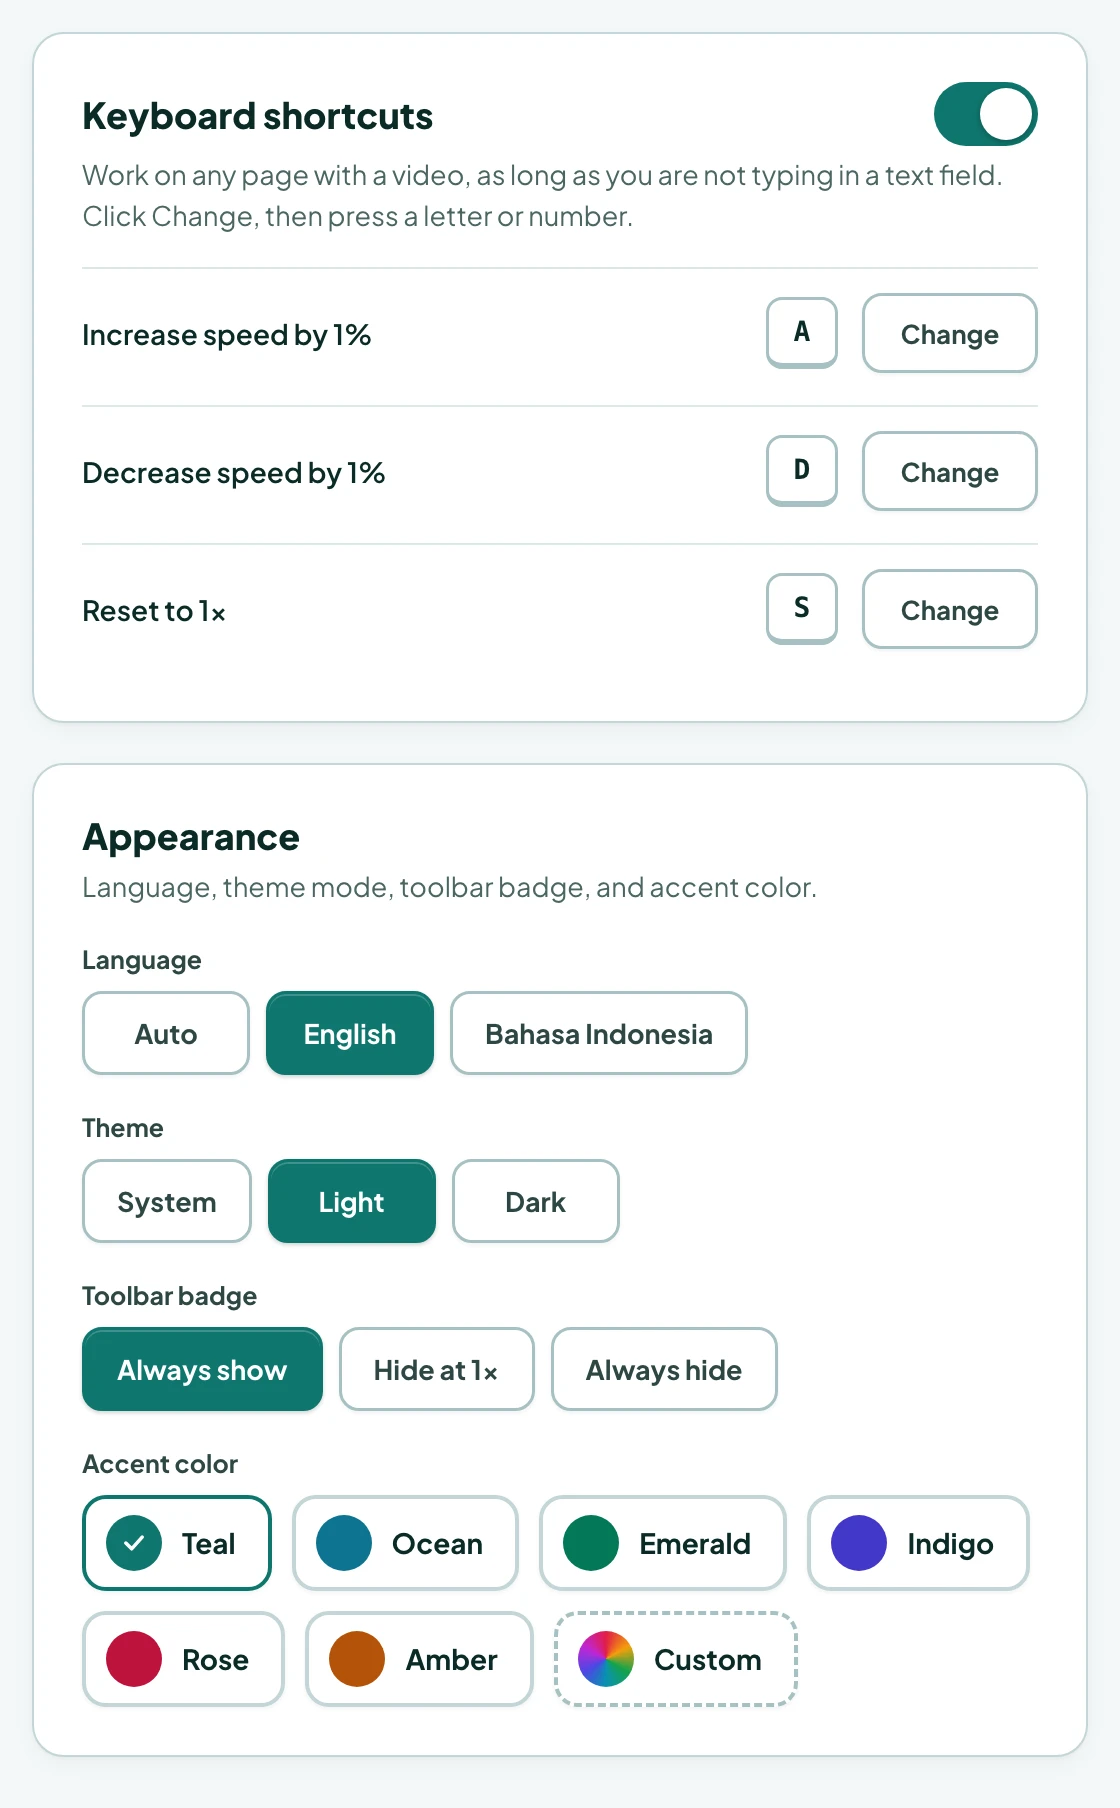 Keyboard shortcuts
Work on any page with a video, as long as you are not typing in a text field.
Click Change, then press a letter or number.
Increase speed by 1% A Change
Decrease speed by 1% D Change
Reset to 1× S Change
Appearance
Language, theme mode, toolbar badge, and accent color.
Language
Auto English Bahasa Indonesia
Theme
System Light Dark
Toolbar badge
Always show Hide at 1× Always hide
Accent color
Teal Ocean Emerald Indigo
Rose Amber Custom